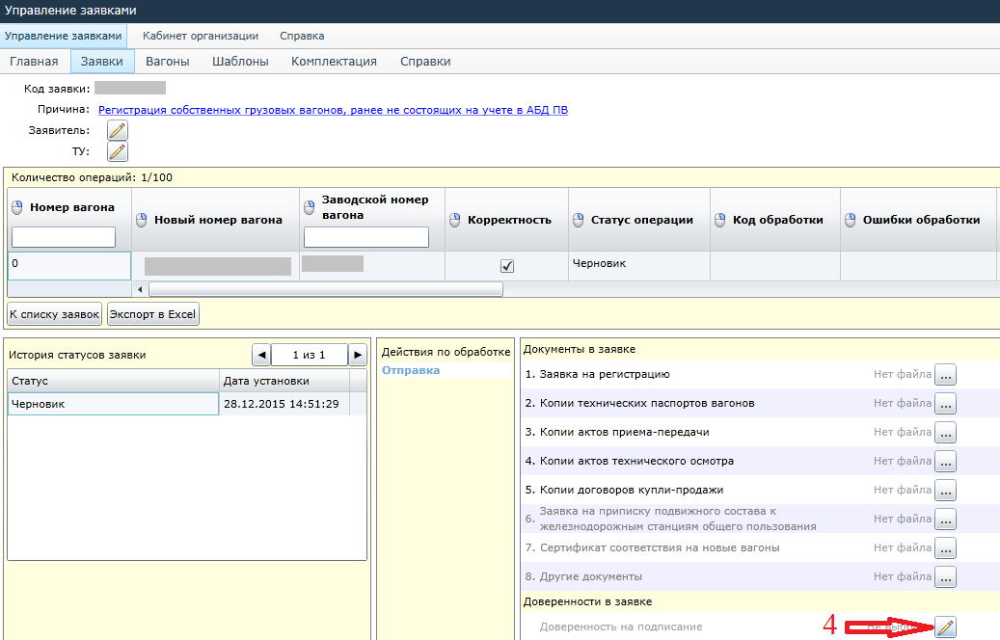 Управление заявками
Управление заявками Кабинет организации Справка
Главная Заявки Вагоны Шаблоны Комплектация Справки
Код заявки:
Причина: Регистрация собственных грузовых вагонов, ранее не состоящих на учете в АБД ПВ
Заявитель:
ТУ:
Количество операций: 1/100
Номер вагона Новый номер вагона Заводской номер вагона Корректность Статус операции Код обработки Ошибки обработки
0 Черновик
К списку заявок Экспорт в Excel
История статусов заявки 1 из 1
Статус Дата установки
Черновик 28.12.2015 14:51:29
Действия по обработке
Отправка
Документы в заявке
1. Заявка на регистрацию Нет файла ...
2. Копии технических паспортов вагонов Нет файла ...
3. Копии актов приема-передачи Нет файла ...
4. Копии актов технического осмотра Нет файла ...
5. Копии договоров купли-продажи Нет файла ...
6. Заявка на приписку подвижного состава к
железнодорожным станциям общего пользования Нет файла ...
7. Сертификат соответствия на новые вагоны Нет файла ...
8. Другие документы Нет файла ...
Доверенности в заявке
Доверенность на подписание 4